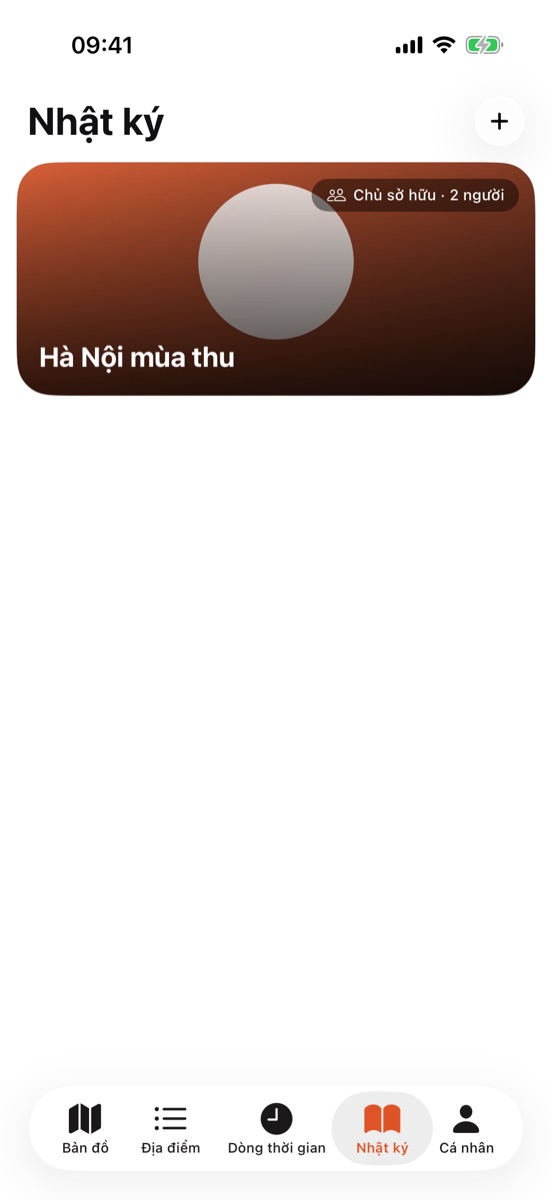 09:41
Nhật ký
Chủ sở hữu · 2 người
Hà Nội mùa thu
Bản đồ
Địa điểm
Dòng thời gian
Nhật ký
Cá nhân